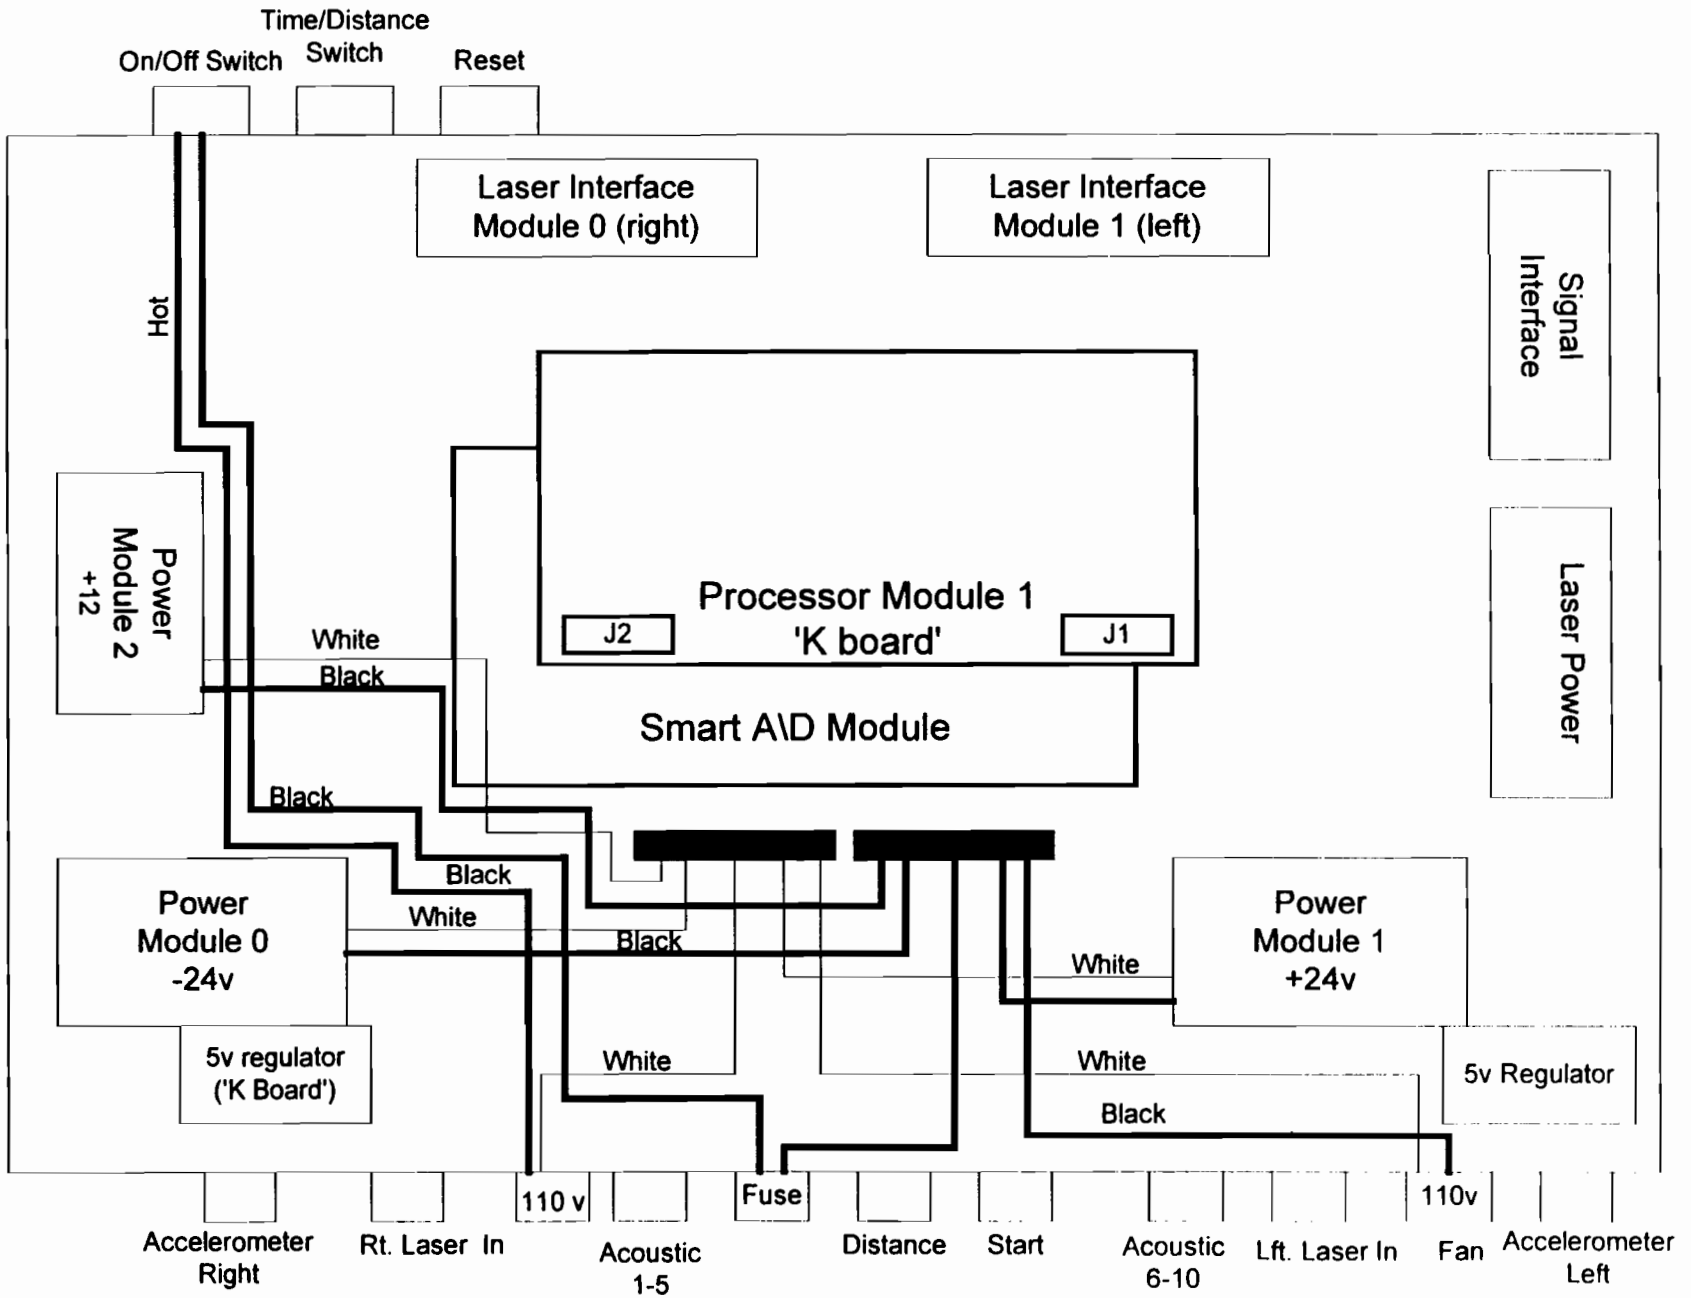 Time/Distance
Switch
On/Off Switch
Reset
Laser Interface
Module 0 (right)
Laser Interface
Module 1 (left)
Signal
Interface
Hot
Power
Module 2
+12
Processor Module 1
'K board'
J2
J1
Laser Power
White
Black
Smart A\D Module
Black
Black
Power
Module 0
-24v
White
Black
Power
Module 1
+24v
White
5v regulator
('K Board')
White
White
5v Regulator
Black
110 v
Fuse
110v
Accelerometer
Right
Rt. Laser In
Acoustic
1-5
Distance
Start
Acoustic
6-10
Lft. Laser In
Fan
Accelerometer
Left